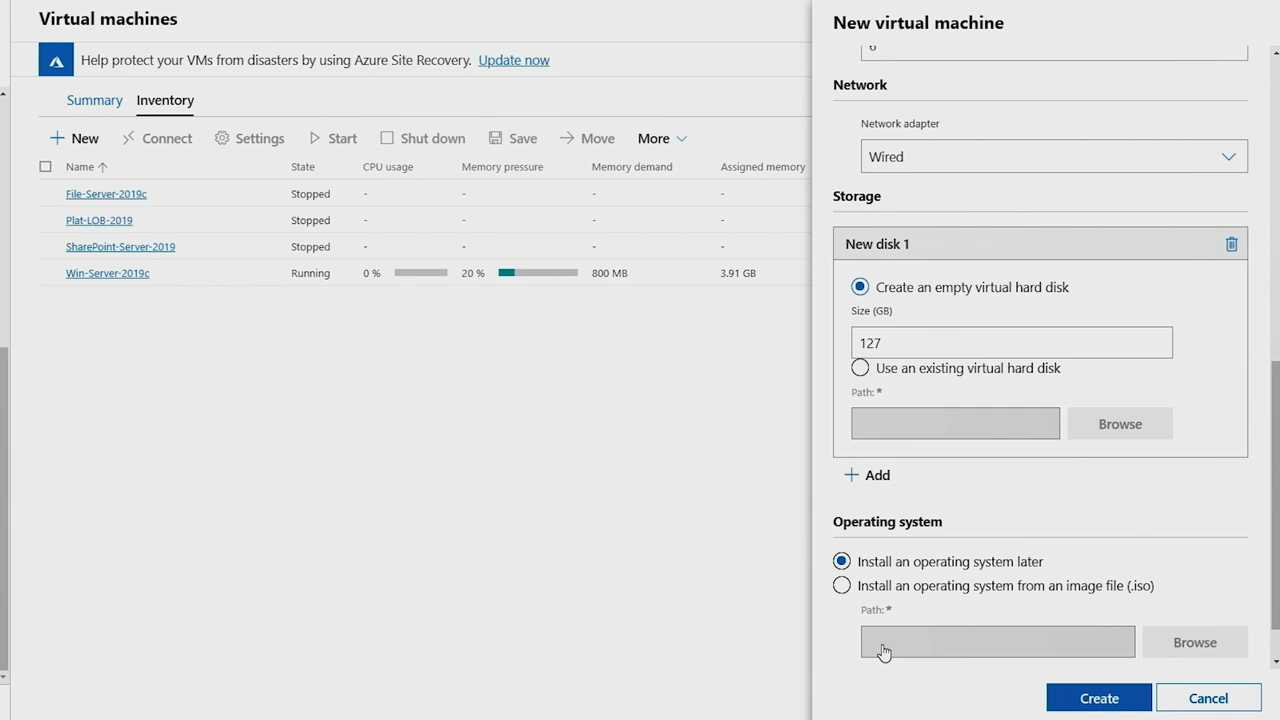 Virtual machines
Help protect your VMs from disasters by using Azure Site Recovery. Update now
Summary Inventory
New Connect Settings Start Shut down Save Move More
Name State CPU usage Memory pressure Memory demand Assigned memory
File-Server-2019c Stopped - - - -
Plat-LOB-2019 Stopped - - - -
SharePoint-Server-2019 Stopped - - - -
Win-Server-2019c Running 0 % 20 % 800 MB 3.91 GB
New virtual machine
Network
Network adapter
Wired
Storage
New disk 1
Create an empty virtual hard disk
Size (GB)
127
Use an existing virtual hard disk
Path: *
Browse
Add
Operating system
Install an operating system later
Install an operating system from an image file (.iso)
Path: *
Browse
Create Cancel